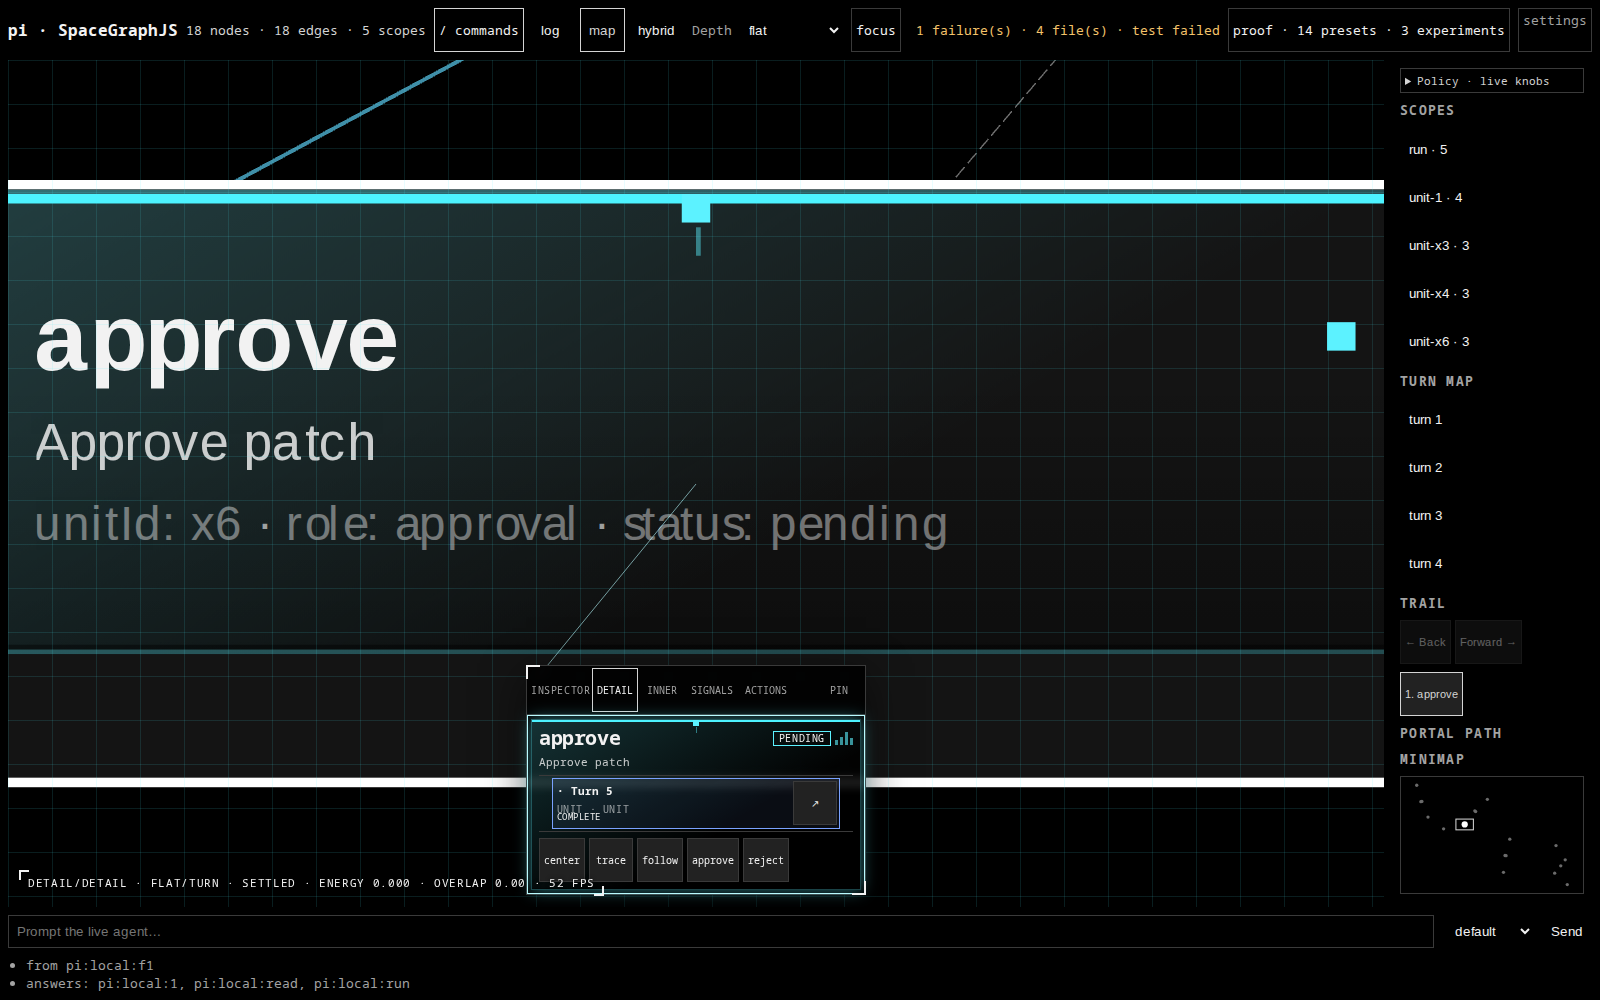 pi · SpaceGraphJS 18 nodes · 18 edges · 5 scopes / commands log map hybrid Depth flat focus 1 failure(s) · 4 file(s) · test failed proof · 14 presets · 3 experiments settings
approve
Approve patch
unitId: x6 · role: approval · status: pending
INSPECTOR DETAIL INNER SIGNALS ACTIONS PIN
approve PENDING
Approve patch
· Turn 5
UNIT · UNIT
COMPLETE
↗
center trace follow approve reject
DETAIL/DETAIL · FLAT/TURN · SETTLED · ENERGY 0.000 · OVERLAP 0.00 · 52 FPS
▶ Policy · live knobs
SCOPES
run · 5
unit-1 · 4
unit-x3 · 3
unit-x4 · 3
unit-x6 · 3
TURN MAP
turn 1
turn 2
turn 3
turn 4
TRAIL
← Back Forward →
1. approve
PORTAL PATH
MINIMAP
Prompt the live agent… default Send
• from pi:local:f1
• answers: pi:local:1, pi:local:read, pi:local:run